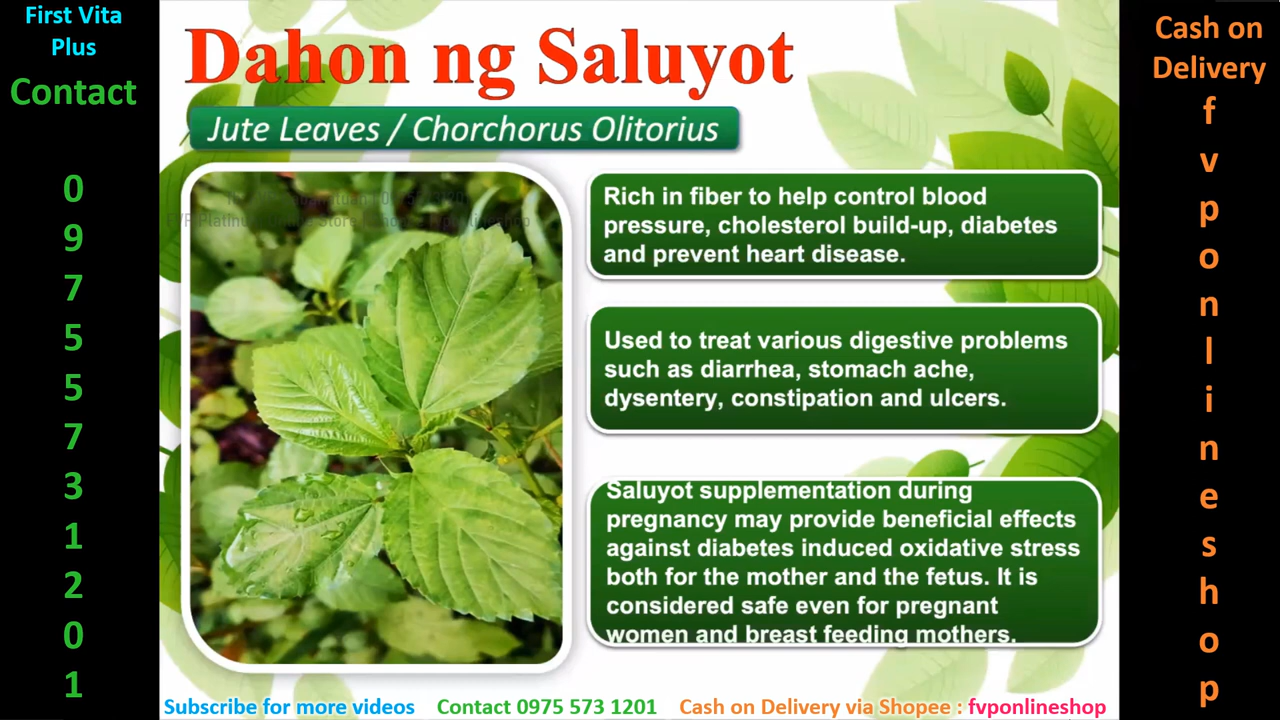 First Vita
Plus
Contact
0
9
7
5
5
7
3
1
2
0
1
Dahon ng Saluyot
Jute Leaves / Chorchorus Olitorius
Rich in fiber to help control blood
pressure, cholesterol build-up, diabetes
and prevent heart disease.
Used to treat various digestive problems
such as diarrhea, stomach ache,
dysentery, constipation and ulcers.
Saluyot supplementation during
pregnancy may provide beneficial effects
against diabetes induced oxidative stress
both for the mother and the fetus. It is
considered safe even for pregnant
women and breast feeding mothers.
Cash on
Delivery
f
v
p
o
n
l
i
n
e
s
h
o
p
Subscribe for more videos Contact 0975 573 1201 Cash on Delivery via Shopee : fvponlineshop